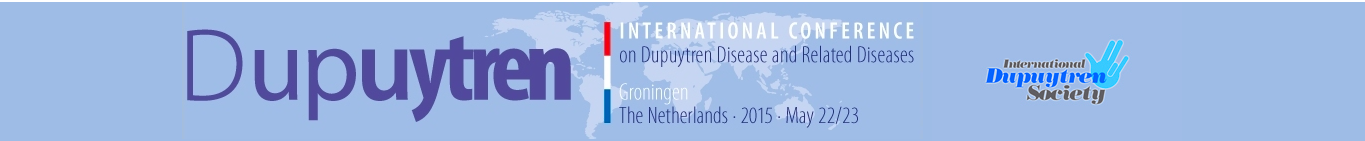 Dupuytren
INTERNATIONAL CONFERENCE
on Dupuytren Disease and Related Diseases
Groningen
The Netherlands · 2015 · May 22/23
International
Dupuytren
Society